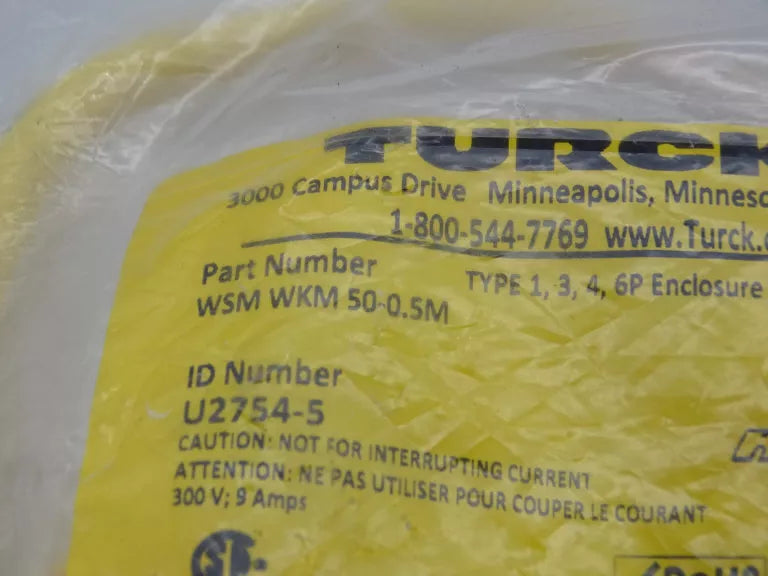 TURCK
3000 Campus Drive Minneapolis, Minneso
1-800-544-7769 www.Turck.c
Part Number
TYPE 1, 3, 4, 6P Enclosure
WSM WKM 50-0.5M
ID Number
U2754-5
CAUTION: NOT FOR INTERRUPTING CURRENT
ATTENTION: NE PAS UTILISER POUR COUPER LE COURANT
300 V; 9 Amps
RoHS